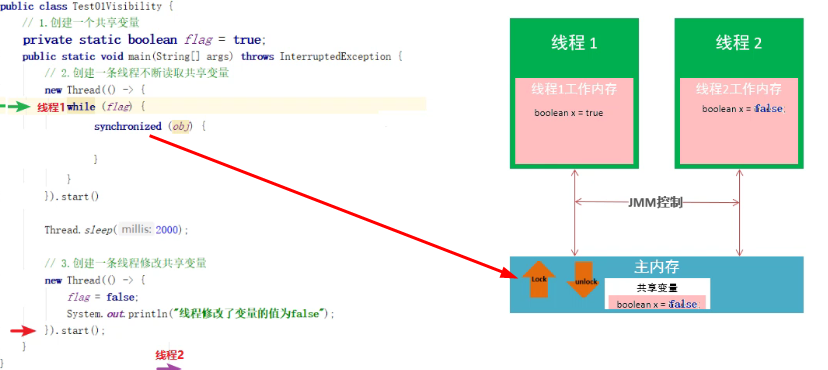 public class Test01Visibility {
// 1.创建一个共享变量
private static boolean flag = true;
public static void main(String[] args) throws InterruptedException {
// 2.创建一条线程不断读取共享变量
new Thread(() -> {
线程1 while (flag) {
synchronized (obj) {
}
}
}).start()
Thread.sleep( millis: 2000);
// 3.创建一条线程修改共享变量
new Thread(() -> {
flag = false;
System.out.println("线程修改了变量的值为false");
}).start();
}
线程2
}
线程 1
线程1工作内存
boolean x = true
线程 2
线程2工作内存
boolean x = false;
JMM控制
主内存
Lock
unlock
共享变量
boolean x = false